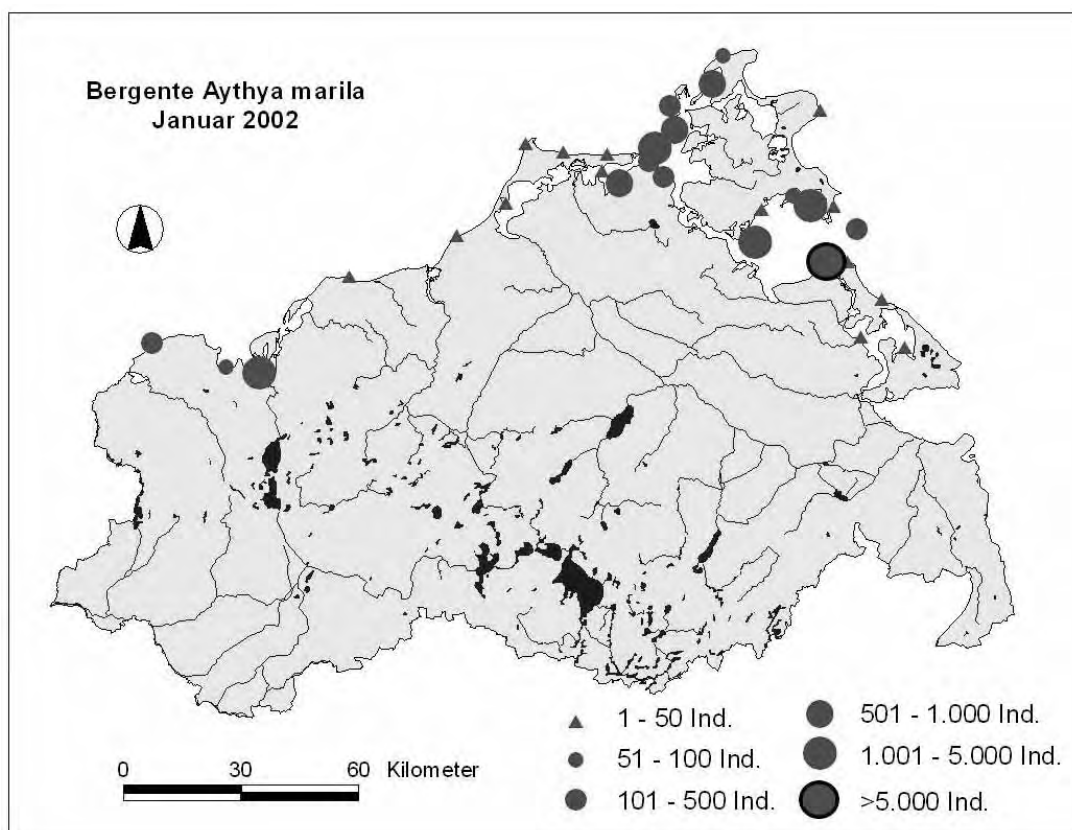 Bergente Aythya marila
Januar 2002
1 - 50 Ind.
51 - 100 Ind.
101 - 500 Ind.
501 - 1.000 Ind.
1.001 - 5.000 Ind.
>5.000 Ind.
0 30 60 Kilometer